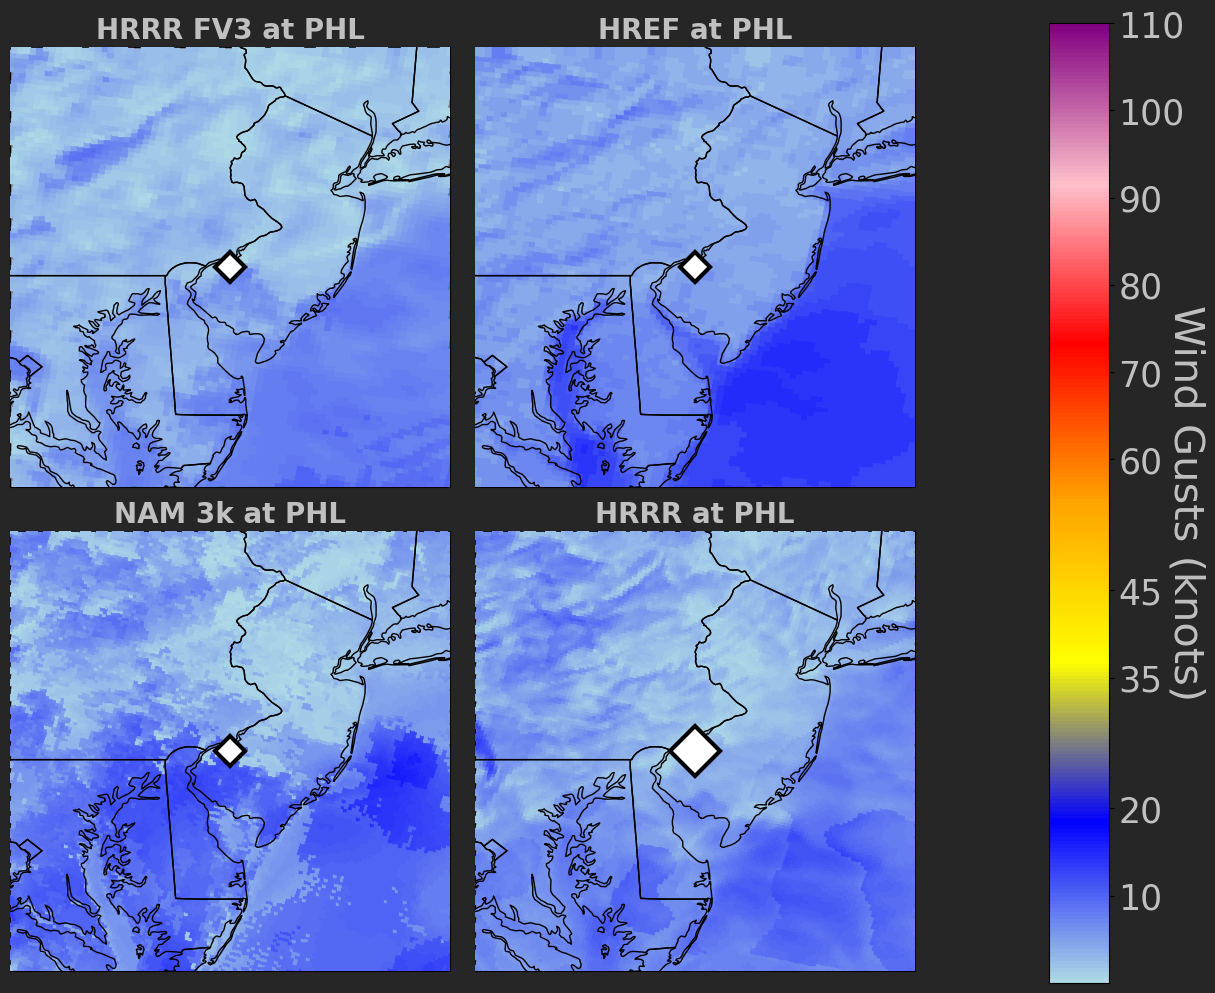 HRRR FV3 at PHL
HREF at PHL
NAM 3k at PHL
HRRR at PHL
110
100
90
80
70
60
45
35
20
10
Wind Gusts (knots)